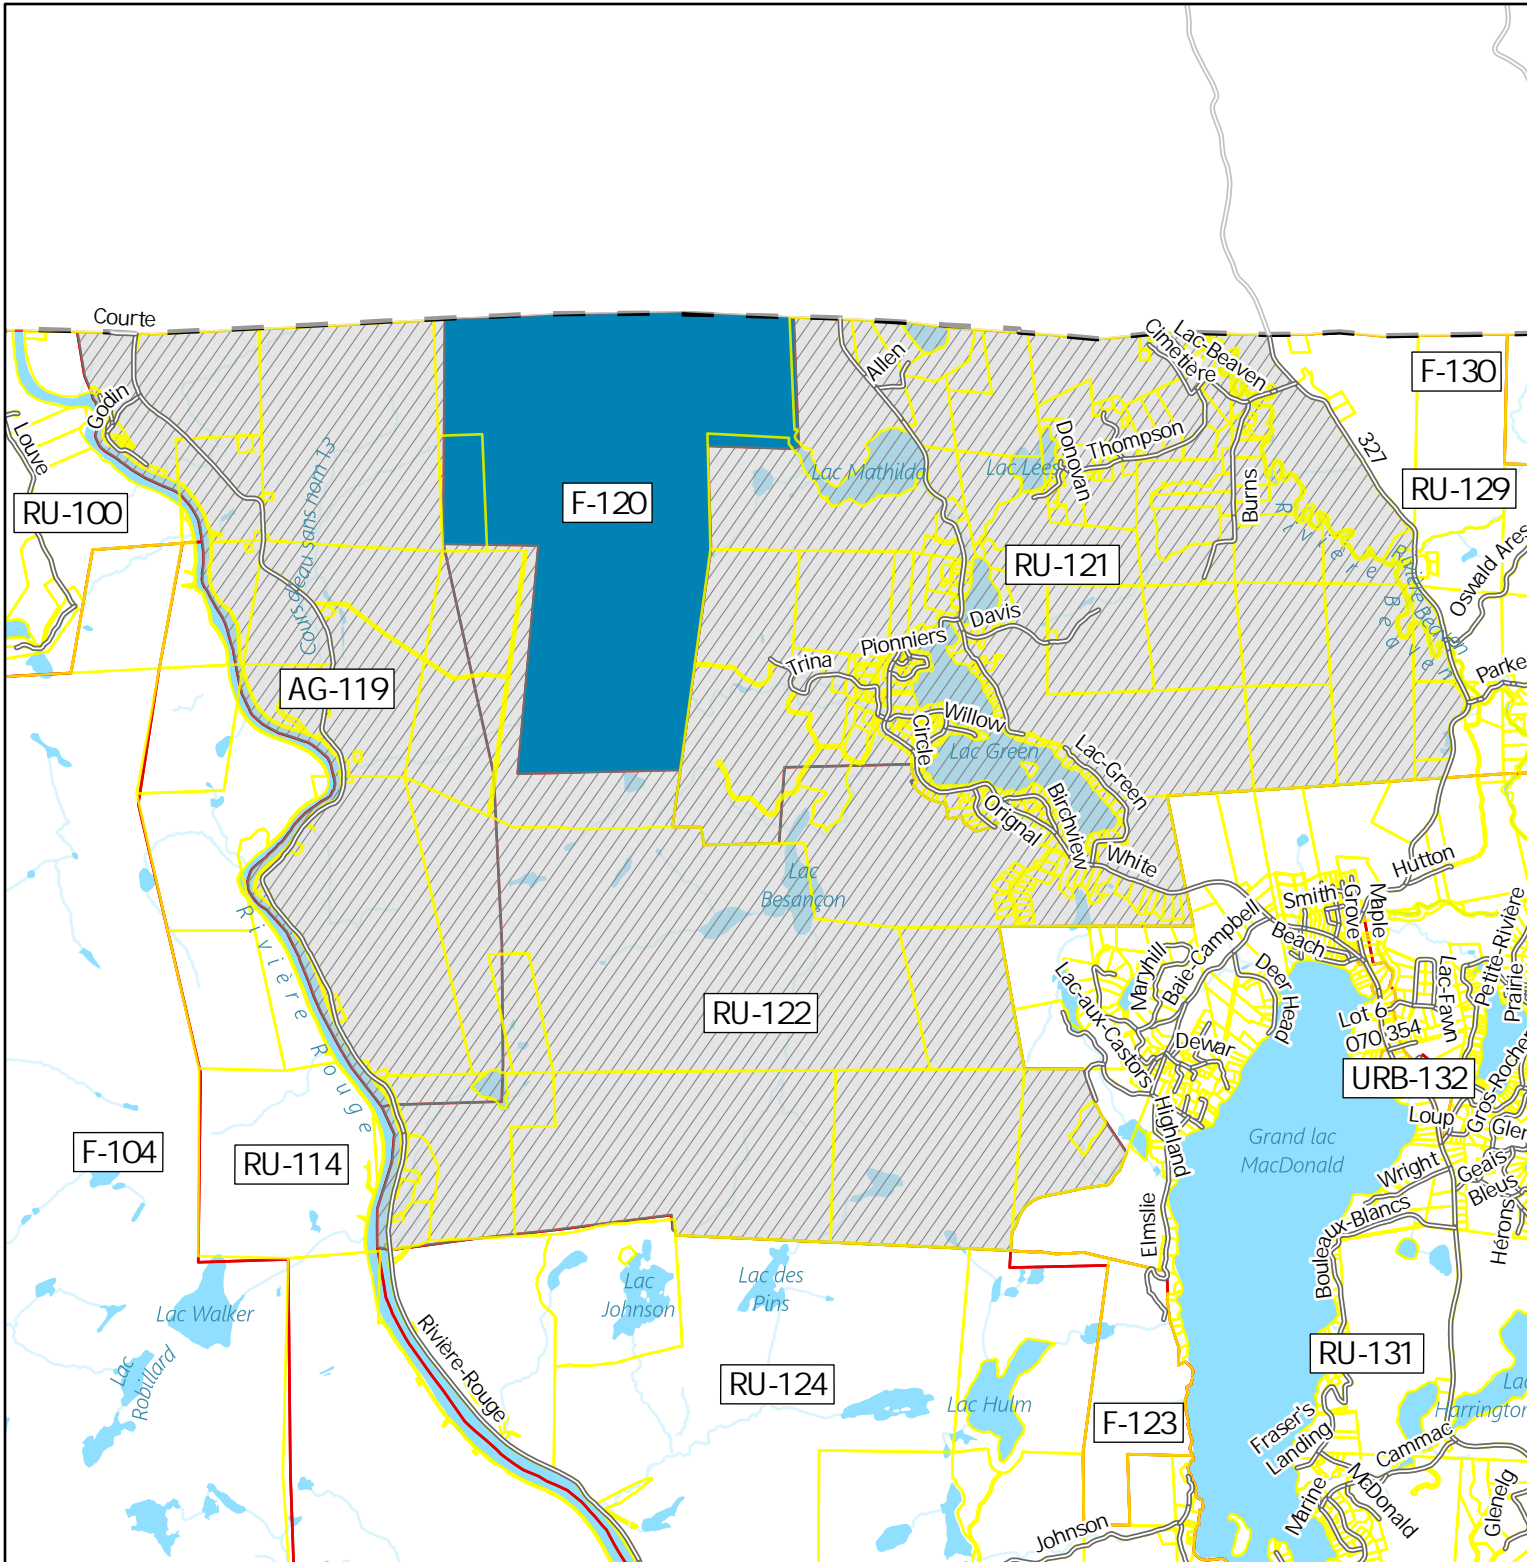 Courte
Godin
Louve
RU-100
Cours d'eau sans nom 13
AG-119
F-120
Allen
Cimetière
Lac-Beaven
F-130
327
RU-129
Lac Mathilda
Lac Lees
Donovan
Thompson
Burns
Rivière Beaven
Rivière Beaven
Oswald Ares
RU-121
Davis
Pionniers
Trina
Parke
Willow
Circle
Lac Green
Lac-Green
Orignal
Birchview
White
Hutton
Lac
Besançon
Smith
Grove
Maple
Beach
Baie-Campbell
Maryhill
Deer Head
Lac-aux-Castors
Dewar
Lac-Fawn
Petite-Rivière
Prairie
Lot 6
070 354
URB-132
Gros-Rochet
Loup
Glen
Rivière Rouge
RU-122
F-104
RU-114
Highland
Grand lac
MacDonald
Wright
Geais
Bleus
Hérons
Bouleaux-Blancs
Elmslie
Lac Walker
Lac
Robillard
Lac
Johnson
Lac des
Pins
Rivière-Rouge
RU-124
Lac Hulm
F-123
RU-131
Lac
Harrington
Fraser's
Landing
Cammac
McDonald
Marine
Glenelg
Johnson